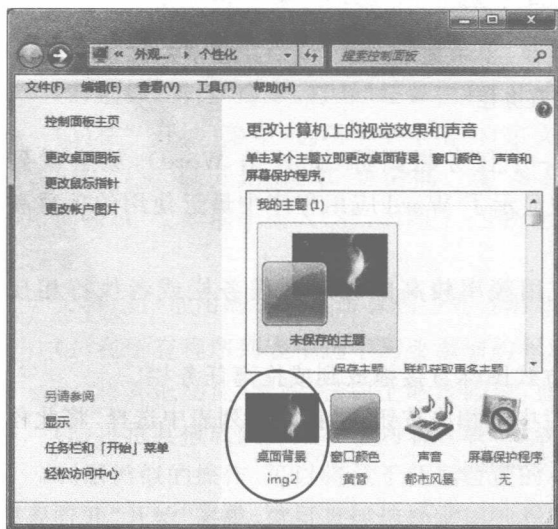 « 外观... ▸ 个性化
搜索控制面板
文件(F) 编辑(E) 查看(V) 工具(T) 帮助(H)
控制面板主页
更改桌面图标
更改鼠标指针
更改帐户图片
更改计算机上的视觉效果和声音
单击某个主题立即更改桌面背景、窗口颜色、声音和
屏幕保护程序。
我的主题 (1)
未保存的主题
保存主题 联机获取更多主题
另请参阅
显示
任务栏和「开始」菜单
轻松访问中心
桌面背景
img2
窗口颜色
黄昏
声音
都市风景
屏幕保护程序
无